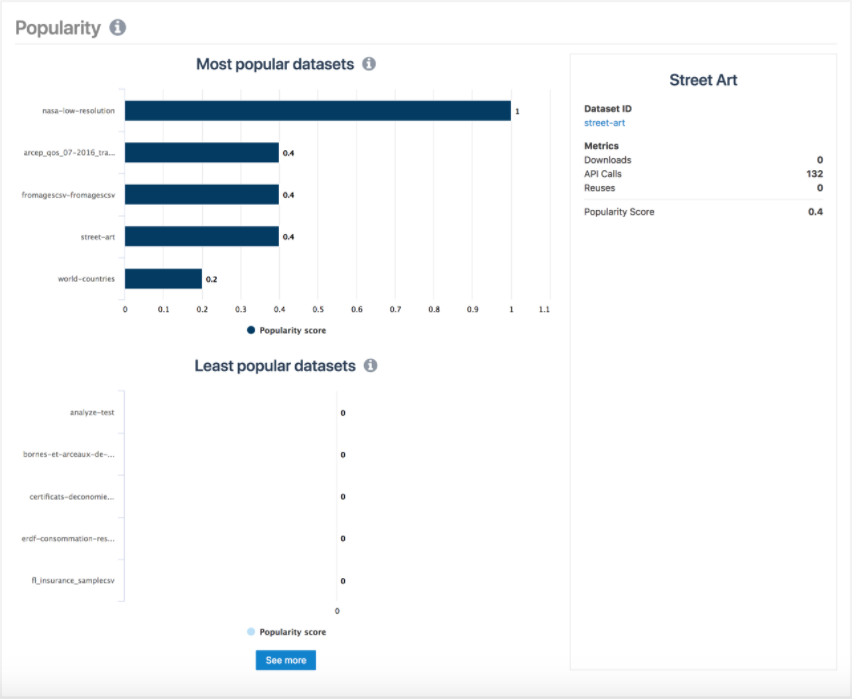 Popularity
Most popular datasets
nasa-low-resolution
1
arcep_qos_07-2016_tra...
0.4
fromagescsv-fromagescsv
0.4
street-art
0.4
world-countries
0.2
0 0.1 0.2 0.3 0.4 0.5 0.6 0.7 0.8 0.9 1 1.1
Popularity score
Least popular datasets
analyze-test
0
bornes-et-arceaux-de-...
0
certificats-deconomie...
0
erdf-consommation-res...
0
fl_insurance_samplecsv
0
0
Popularity score
See more
Street Art
Dataset ID
street-art
Metrics
Downloads 0
API Calls 132
Reuses 0
Popularity Score 0.4